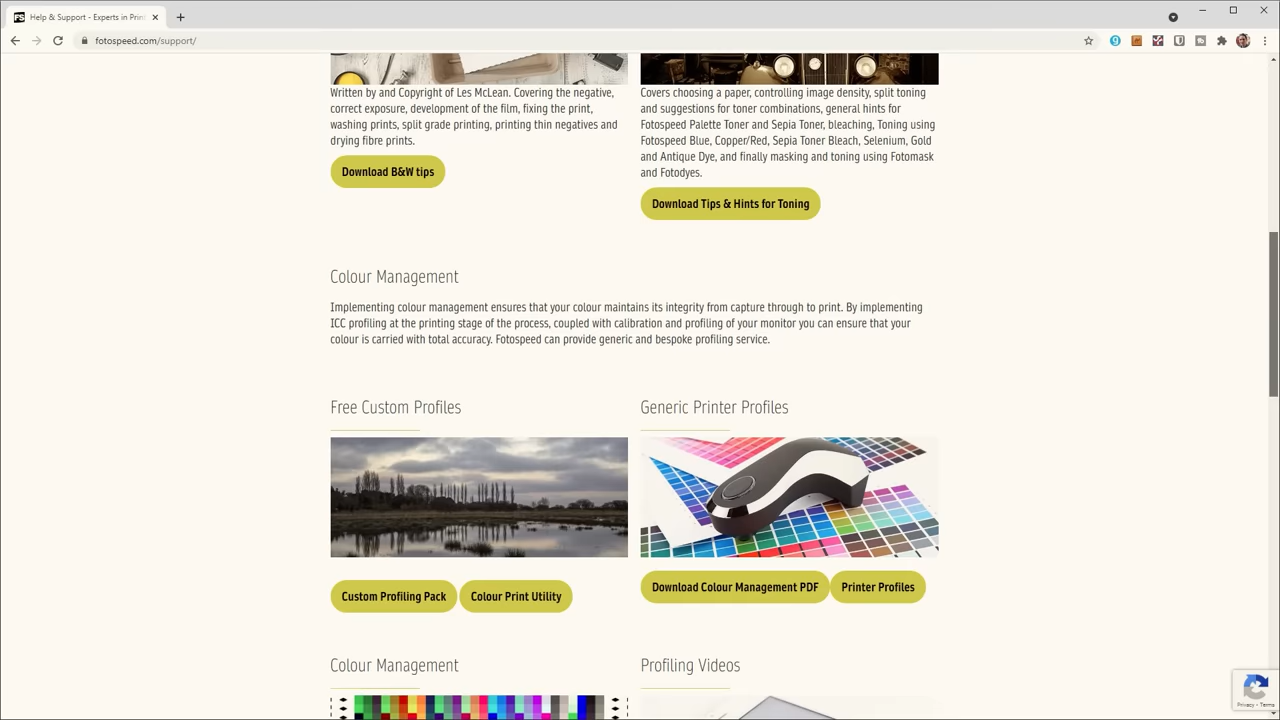 FS Help & Support - Experts in Prin
fotospeed.com/support/
Written by and Copyright of Les McLean. Covering the negative,
correct exposure, development of the film, fixing the print,
washing prints, split grade printing, printing thin negatives and
drying fibre prints.
Download B&W tips
Covers choosing a paper, controlling image density, split toning
and suggestions for toner combinations, general hints for
Fotospeed Palette Toner and Sepia Toner, bleaching, Toning using
Fotospeed Blue, Copper/Red, Sepia Toner Bleach, Selenium, Gold
and Antique Dye, and finally masking and toning using Fotomask
and Fotodyes.
Download Tips & Hints for Toning
Colour Management
Implementing colour management ensures that your colour maintains its integrity from capture through to print. By implementing
ICC profiling at the printing stage of the process, coupled with calibration and profiling of your monitor you can ensure that your
colour is carried with total accuracy. Fotospeed can provide generic and bespoke profiling service.
Free Custom Profiles
Generic Printer Profiles
Custom Profiling Pack
Colour Print Utility
Download Colour Management PDF
Printer Profiles
Colour Management
Profiling Videos
Privacy - Terms